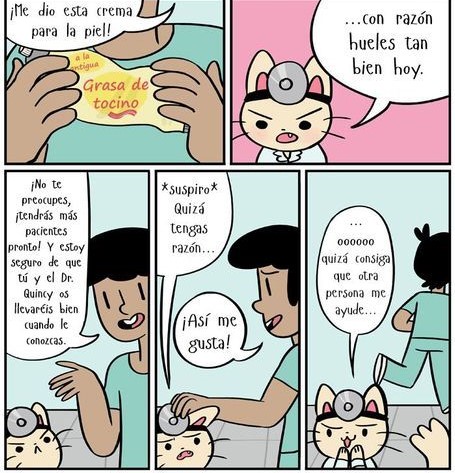 ¡Me dio esta crema
para la piel!
a la
antigua
Grasa de
tocino
...con razón
hueles tan
bien hoy.
¡No te
preocupes,
¡tendrás más
pacientes
pronto! Y estoy
seguro de que
tú y el Dr.
Quincy os
llevaréis bien
cuando le
conozcas.
*suspiro*
Quizá
tengas
razón...
¡Así me
gusta!
...
oooooo
quizá consiga
que otra
persona me
ayude...